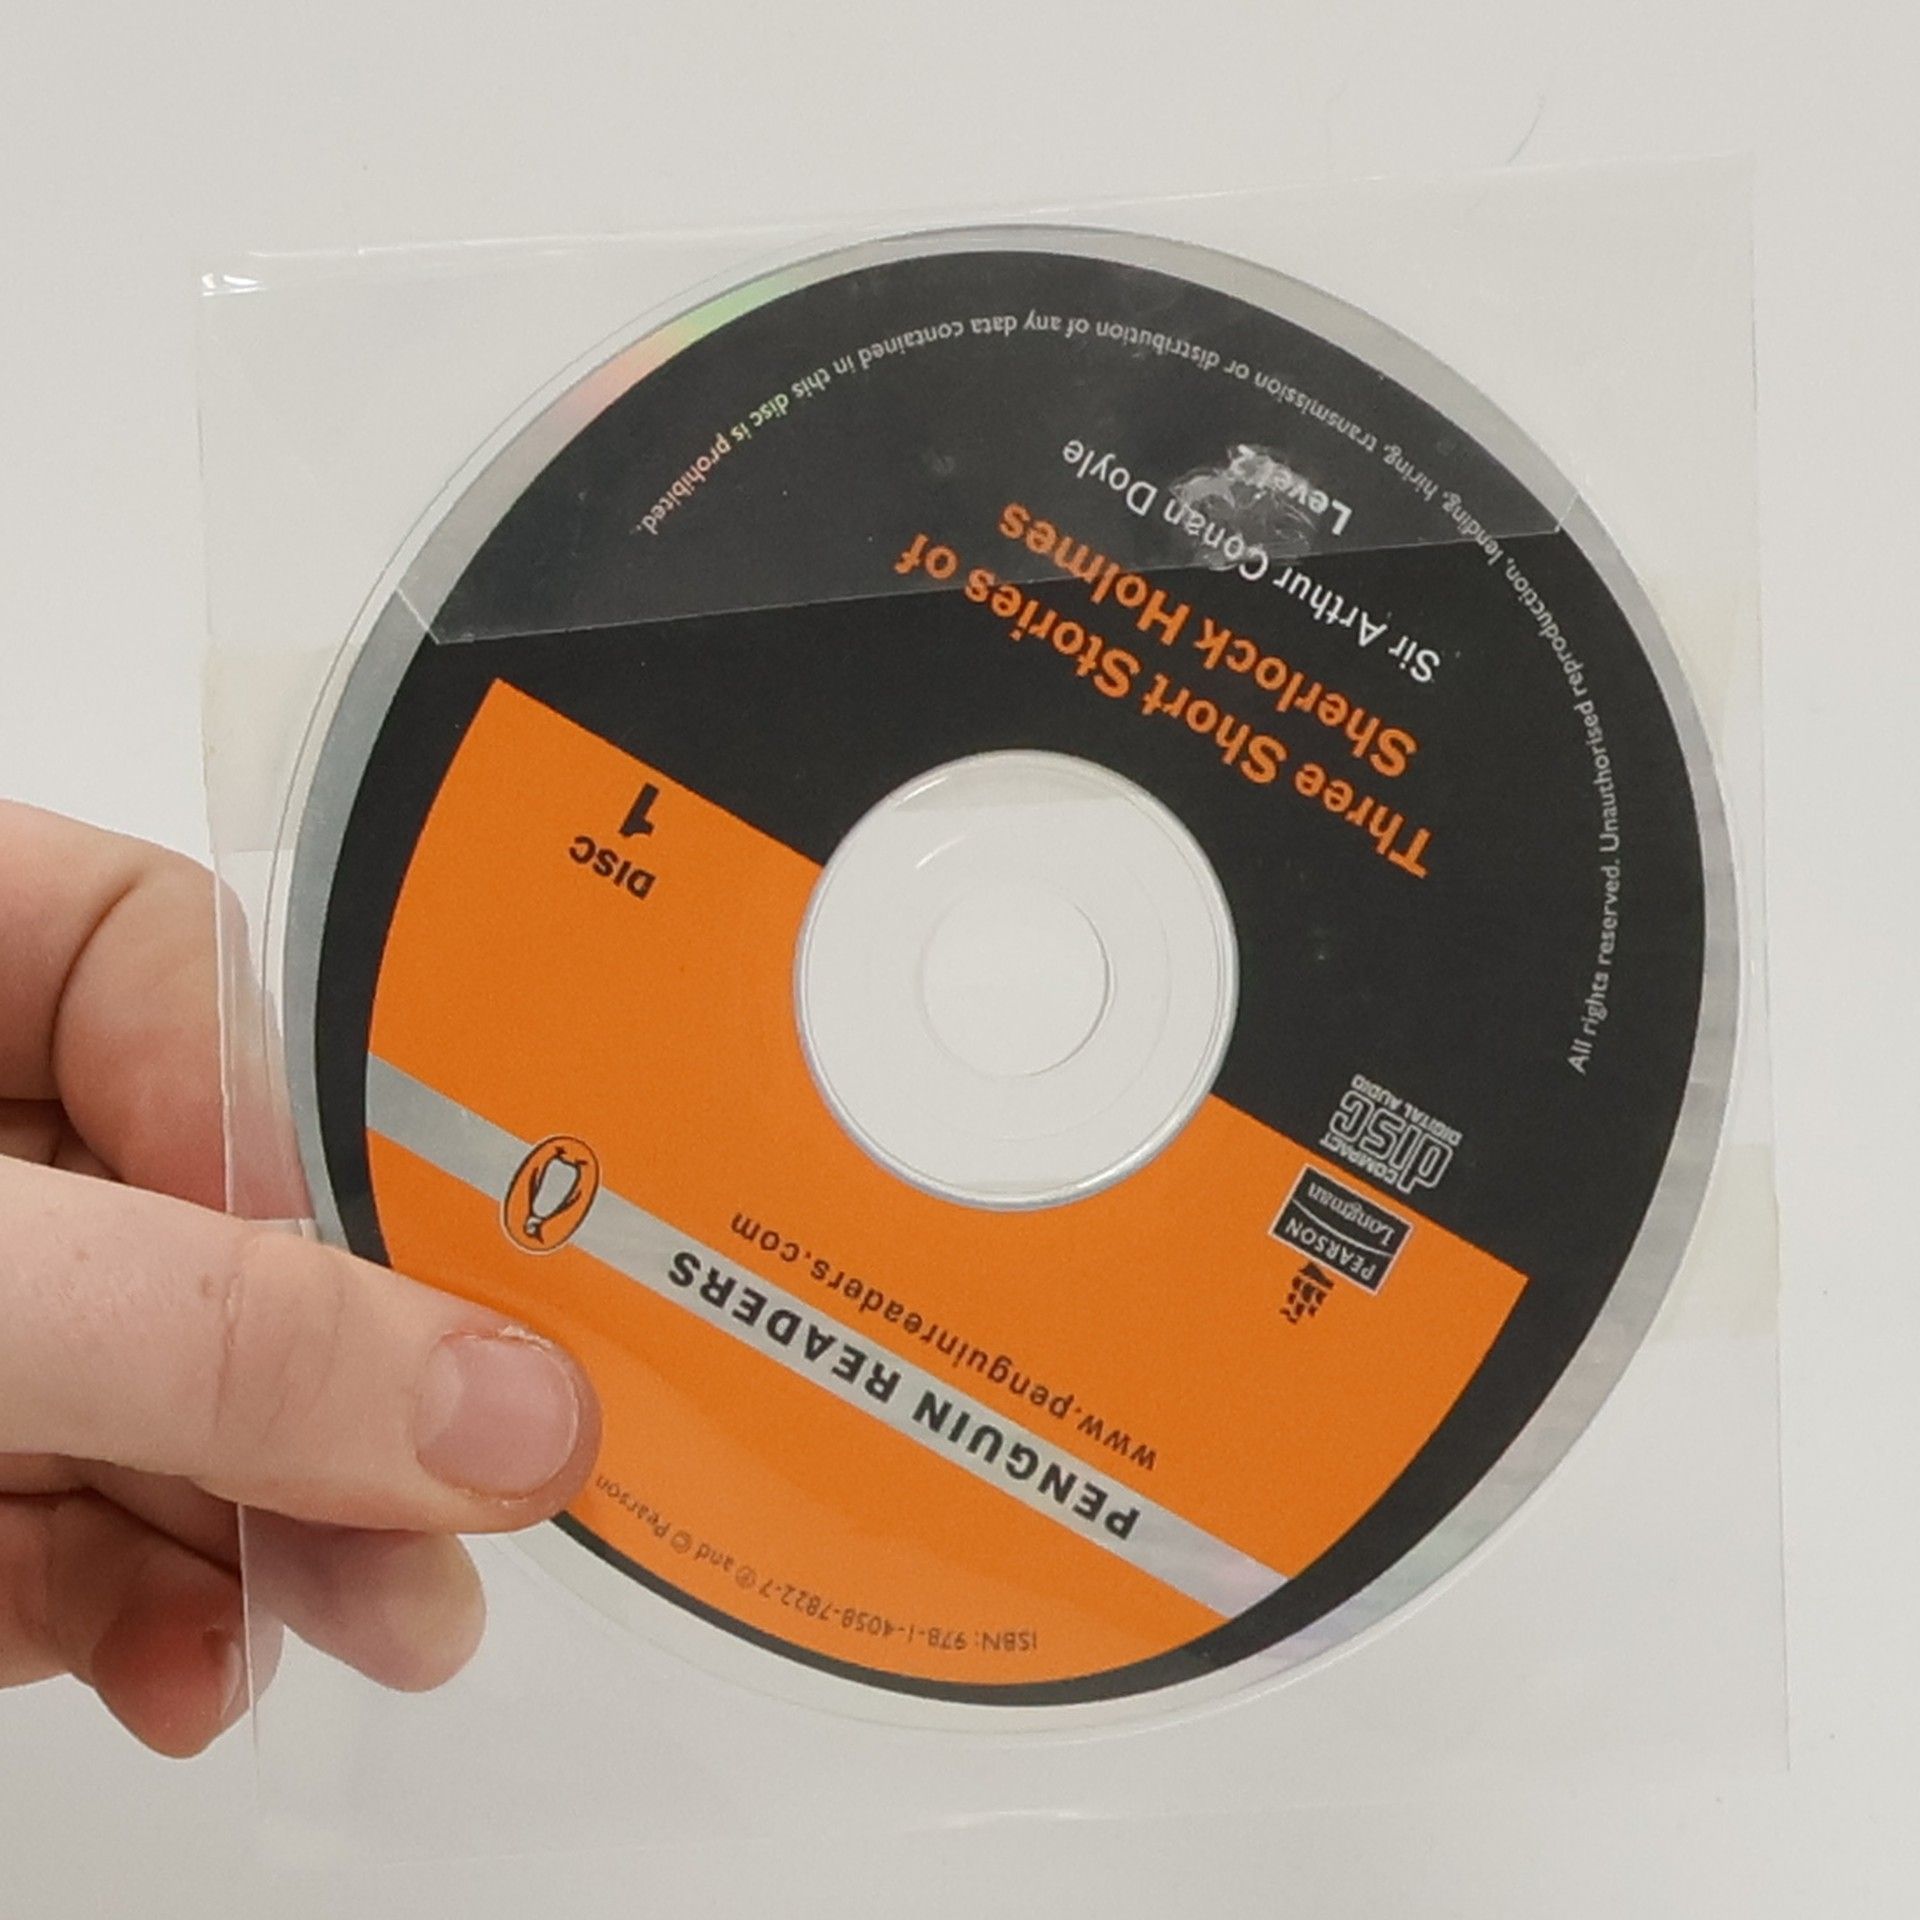 ISBN: 978-1-4058-7822-7 ℗ and © Pearson
PENGUIN READERS
www.penguinreaders.com
PEARSON
Longman
COMPACT
disc
DIGITAL AUDIO
DISC
1
Three Short Stories of
Sherlock Holmes
Sir Arthur Conan Doyle
Level 2
All rights reserved. Unauthorised reproduction, lending, hiring, transmission or distribution of any data contained in this disc is prohibited.